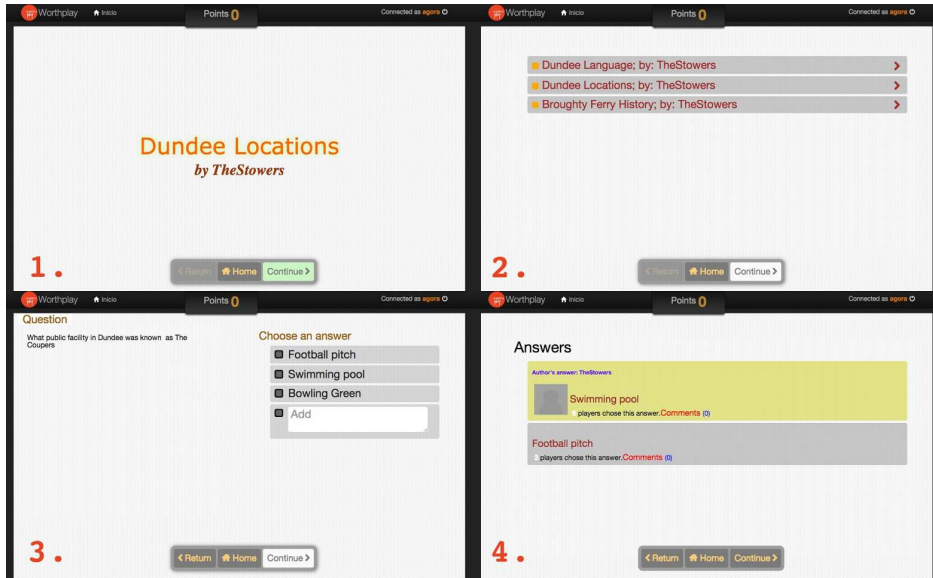 Worthplay Inicio Points 0 Connected as agora
Dundee Locations
by TheStowers
Return Home Continue
1.
Worthplay Inicio Points 0 Connected as agora
Dundee Language; by: TheStowers
Dundee Locations; by: TheStowers
Broughty Ferry History; by: TheStowers
Return Home Continue
2.
Worthplay Inicio Points 0 Connected as agora
Question
What public facility in Dundee was known as The
Coupers
Choose an answer
Football pitch
Swimming pool
Bowling Green
Add
Return Home Continue
3.
Worthplay Inicio Points 0 Connected as agora
Answers
Author's answer: TheStowers
Swimming pool
players chose this answer.Comments (0)
Football pitch
players chose this answer.Comments (0)
Return Home Continue
4.